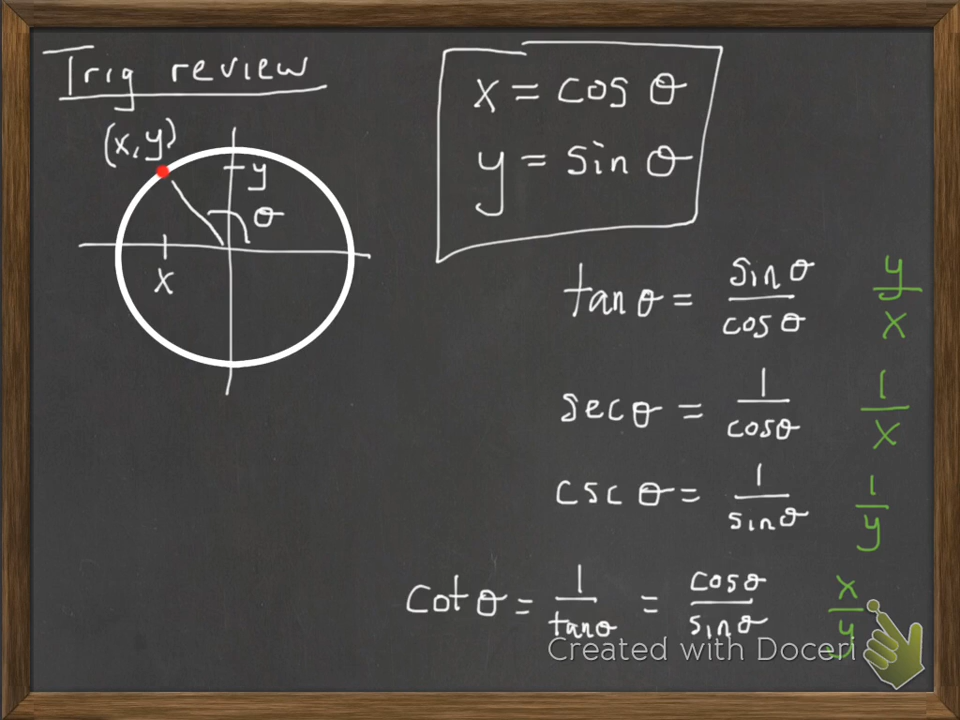 Trig review
(x,y)
y
θ
x
x = cos θ
y = sin θ
tan θ = sin θ / cos θ y/x
sec θ = 1 / cos θ 1/x
csc θ = 1 / sin θ 1/y
cot θ = 1 / tan θ = cos θ / sin θ x/y
Created with Doceri